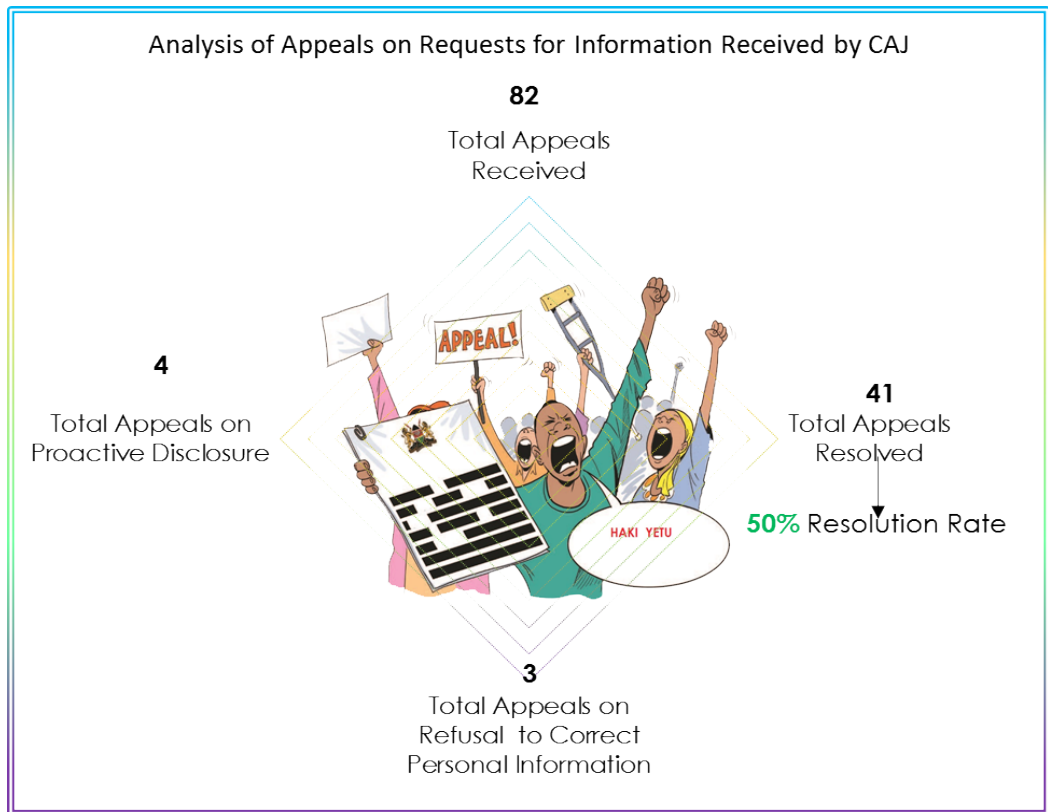 Analysis of Appeals on Requests for Information Received by CAJ
82
Total Appeals
Received
APPEAL!
4
Total Appeals on
Proactive Disclosure
41
Total Appeals
Resolved
50% Resolution Rate
HAKI YETU
3
Total Appeals on
Refusal to Correct
Personal Information